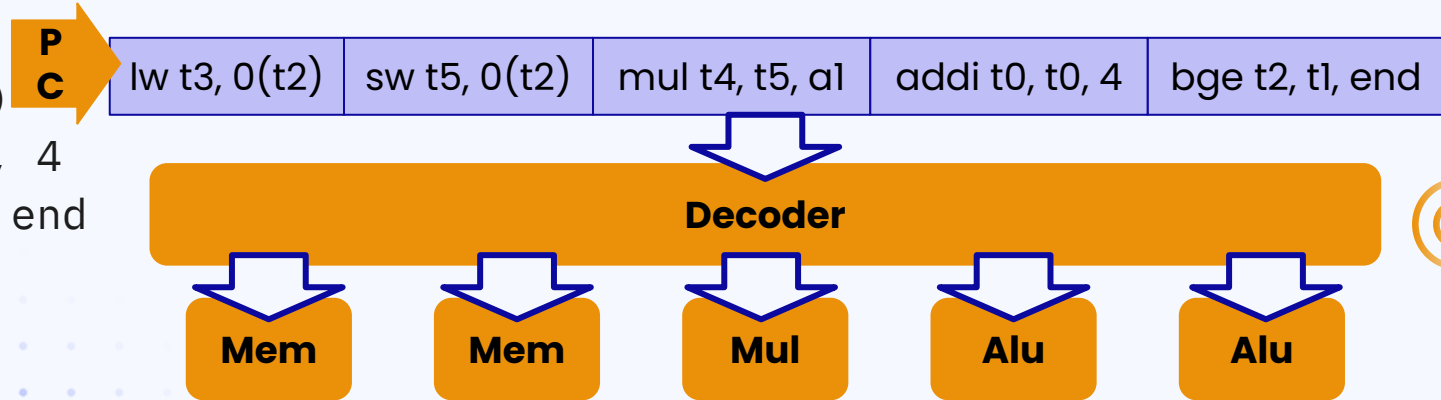 P
C
lw t3, 0(t2)
sw t5, 0(t2)
mul t4, t5, a1
addi t0, t0, 4
bge t2, t1, end
)
, 4
end
Decoder
Mem
Mem
Mul
Alu
Alu